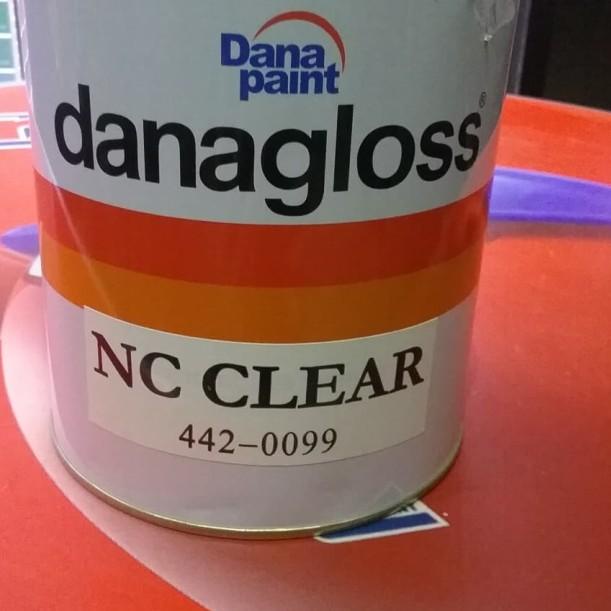 Dana
paint
danagloss®
NC CLEAR
442-0099